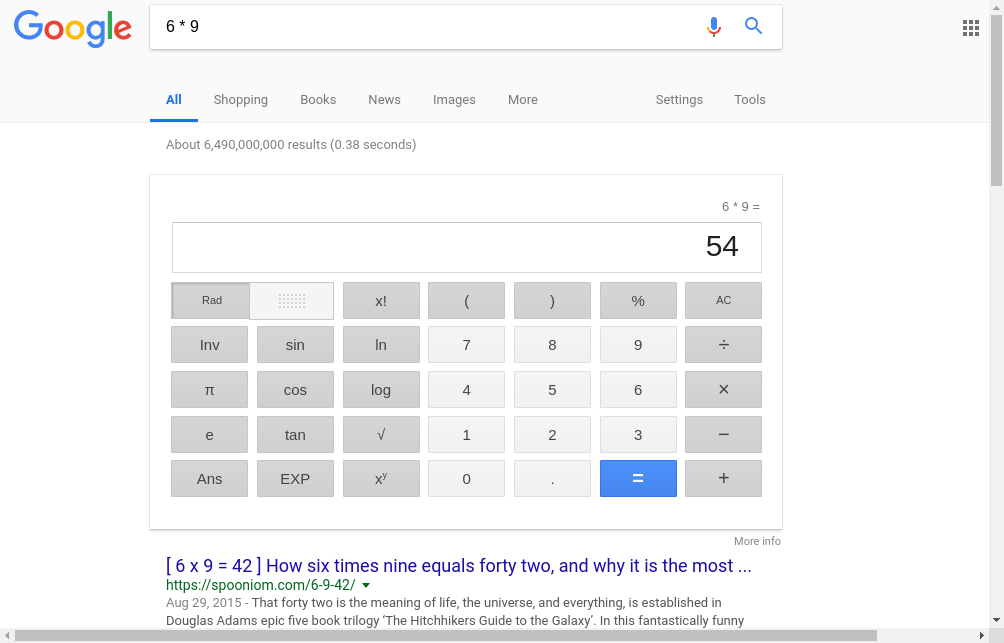 Google
6 * 9
All Shopping Books News Images More Settings Tools
About 6,490,000,000 results (0.38 seconds)
6 * 9 =
54
Rad x! ( ) % AC
Inv sin ln 7 8 9 ÷
π cos log 4 5 6 ×
e tan √ 1 2 3 −
Ans EXP xʸ 0 . = +
More info
[ 6 x 9 = 42 ] How six times nine equals forty two, and why it is the most ...
https://spooniom.com/6-9-42/
Aug 29, 2015 - That forty two is the meaning of life, the universe, and everything, is established in
Douglas Adams epic five book trilogy ‘The Hitchhikers Guide to the Galaxy’. In this fantastically funny